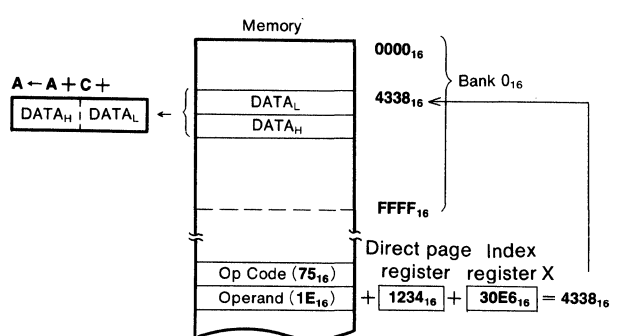 Memory
0000₁₆
Bank 0₁₆
A←A + C +
DATA_H DATA_L ← DATA_L 4338₁₆
DATA_H
FFFF₁₆
Direct page register Index register X
Op Code (75₁₆)
Operand (1E₁₆) + 1234₁₆ + 30E6₁₆ = 4338₁₆